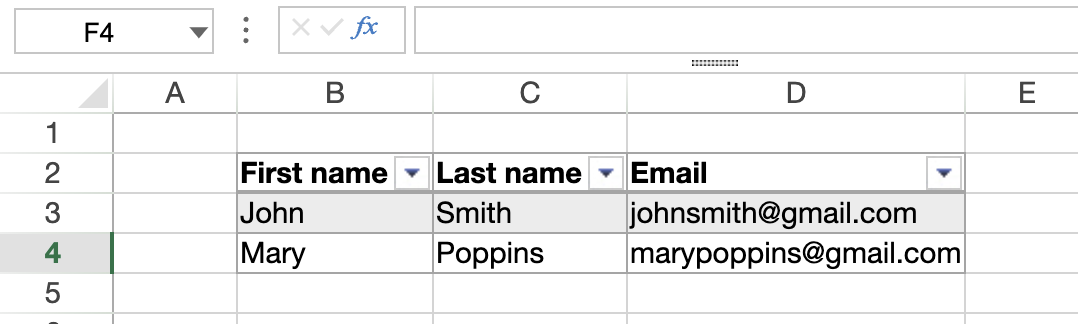 F4 fx
A B C D E
1
2 First name Last name Email
3 John Smith johnsmith@gmail.com
4 Mary Poppins marypoppins@gmail.com
5